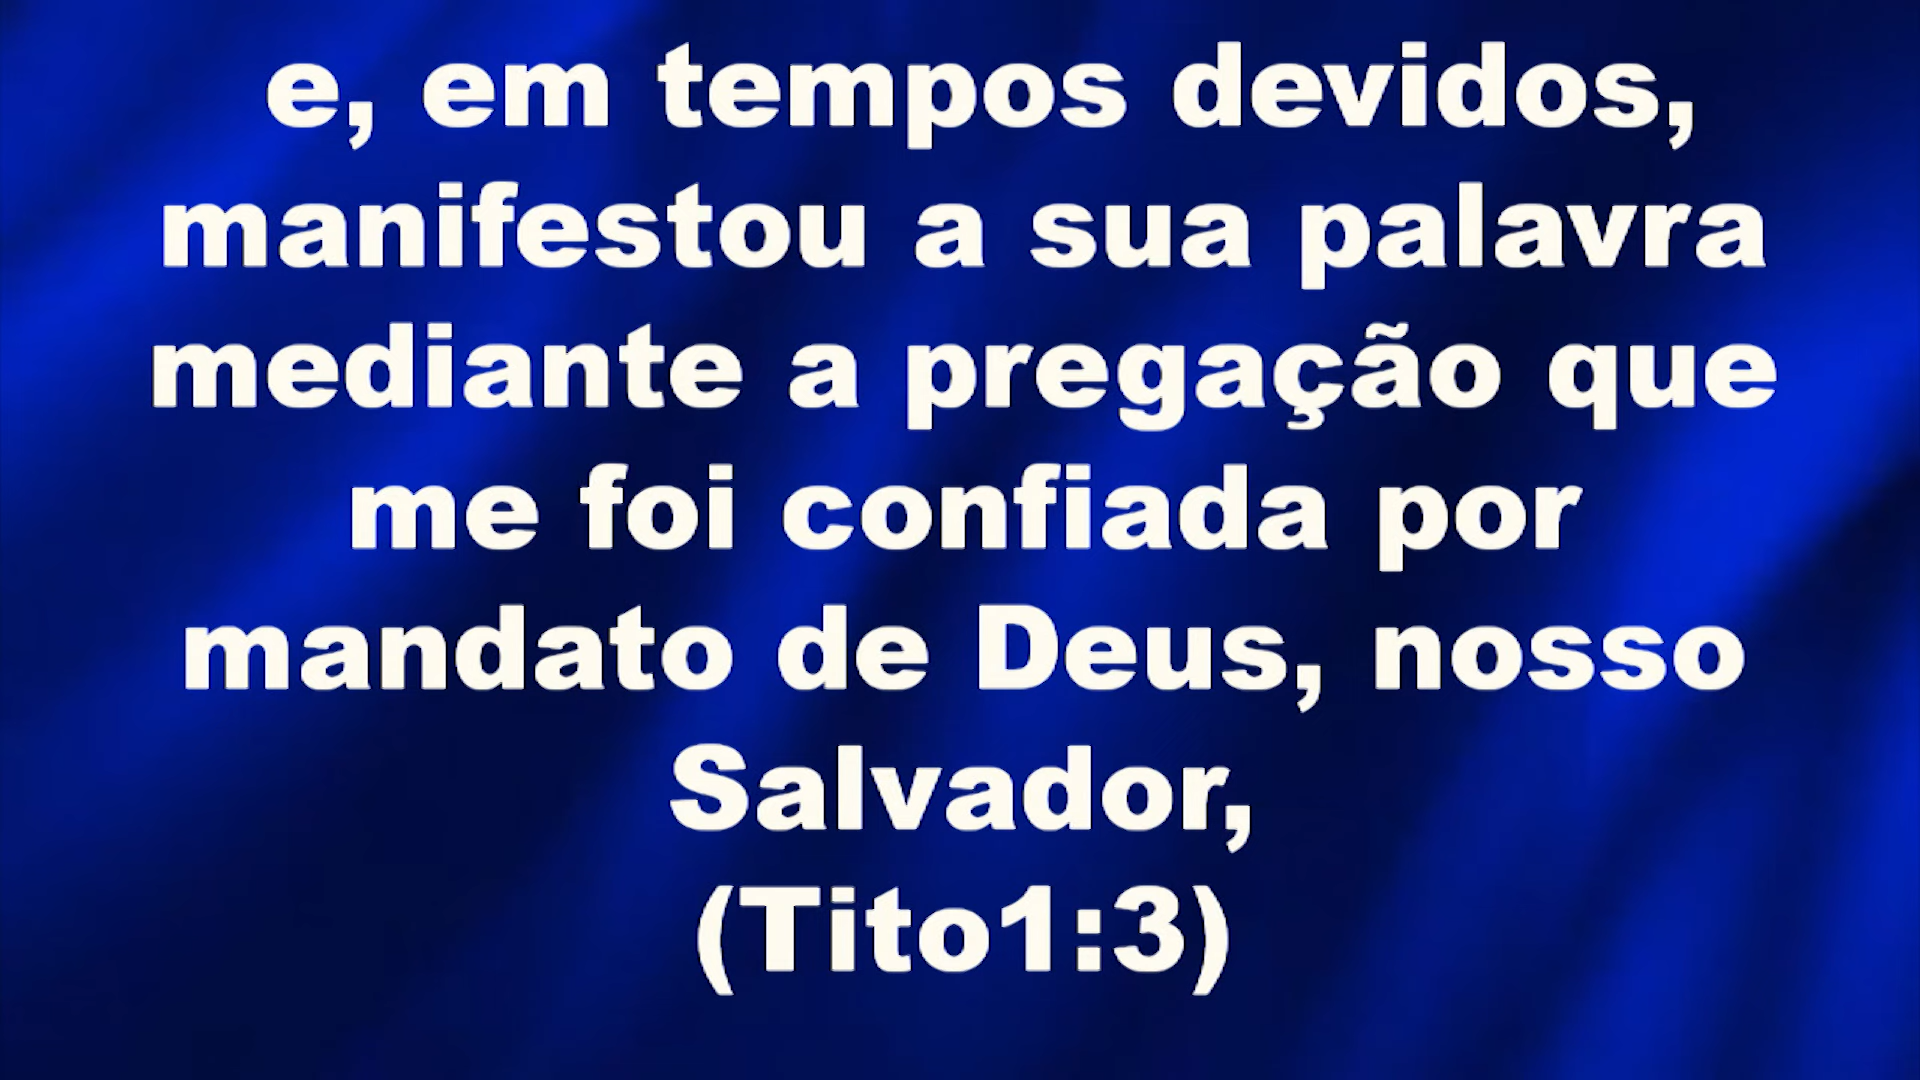 e, em tempos devidos,
manifestou a sua palavra
mediante a pregação que
me foi confiada por
mandato de Deus, nosso
Salvador,
(Tito1:3)